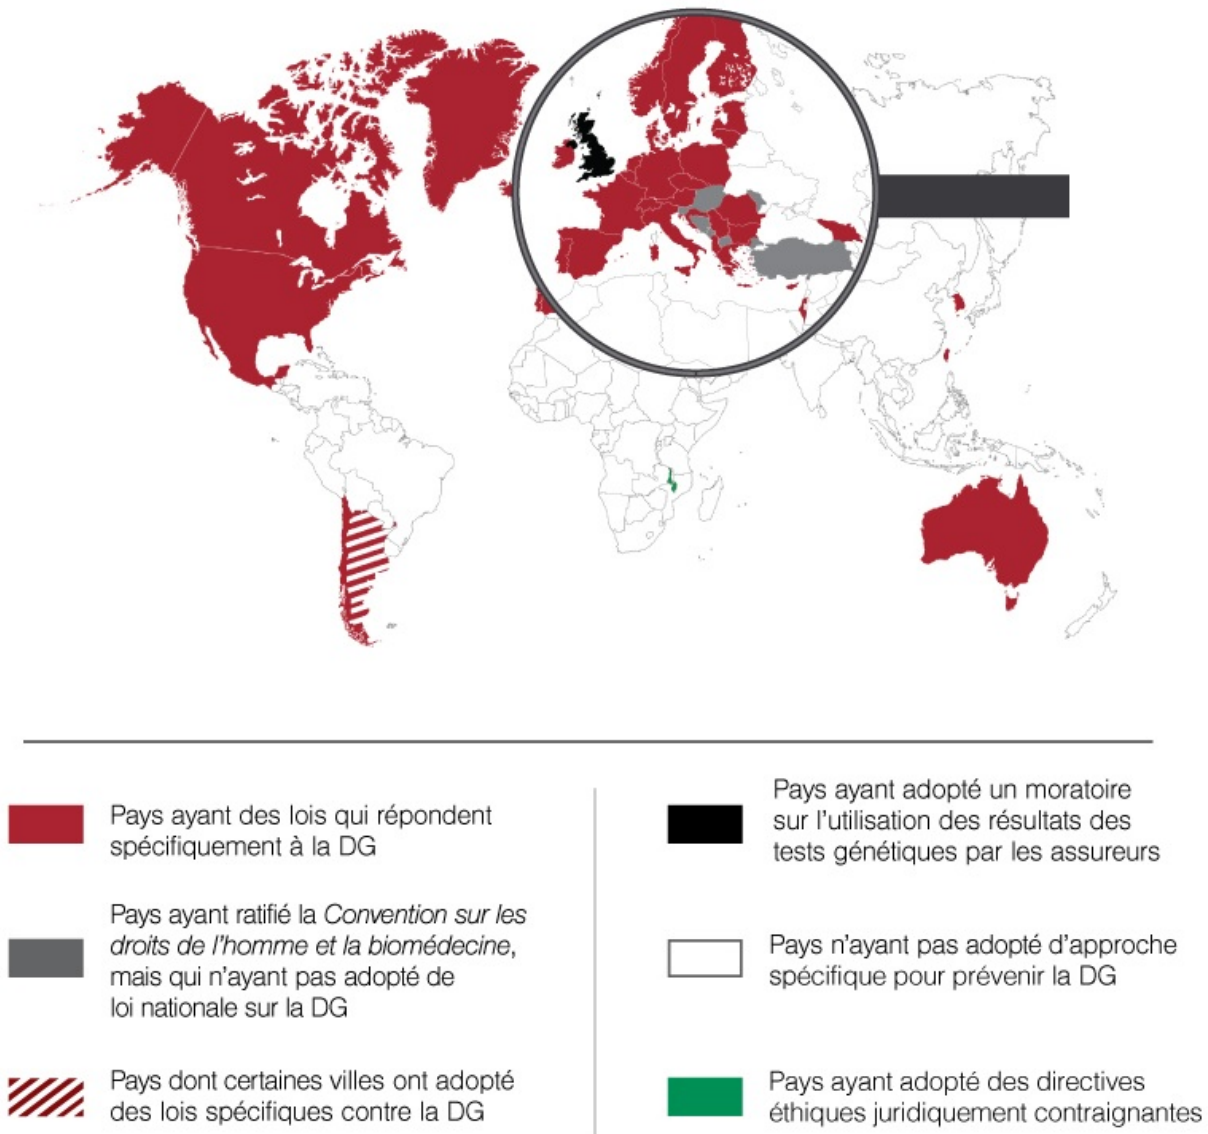 Pays ayant des lois qui répondent
spécifiquement à la DG
Pays ayant ratifié la Convention sur les
droits de l'homme et la biomédecine,
mais qui n'ayant pas adopté de
loi nationale sur la DG
Pays dont certaines villes ont adopté
des lois spécifiques contre la DG
Pays ayant adopté un moratoire
sur l'utilisation des résultats des
tests génétiques par les assureurs
Pays n'ayant pas adopté d'approche
spécifique pour prévenir la DG
Pays ayant adopté des directives
éthiques juridiquement contraignantes